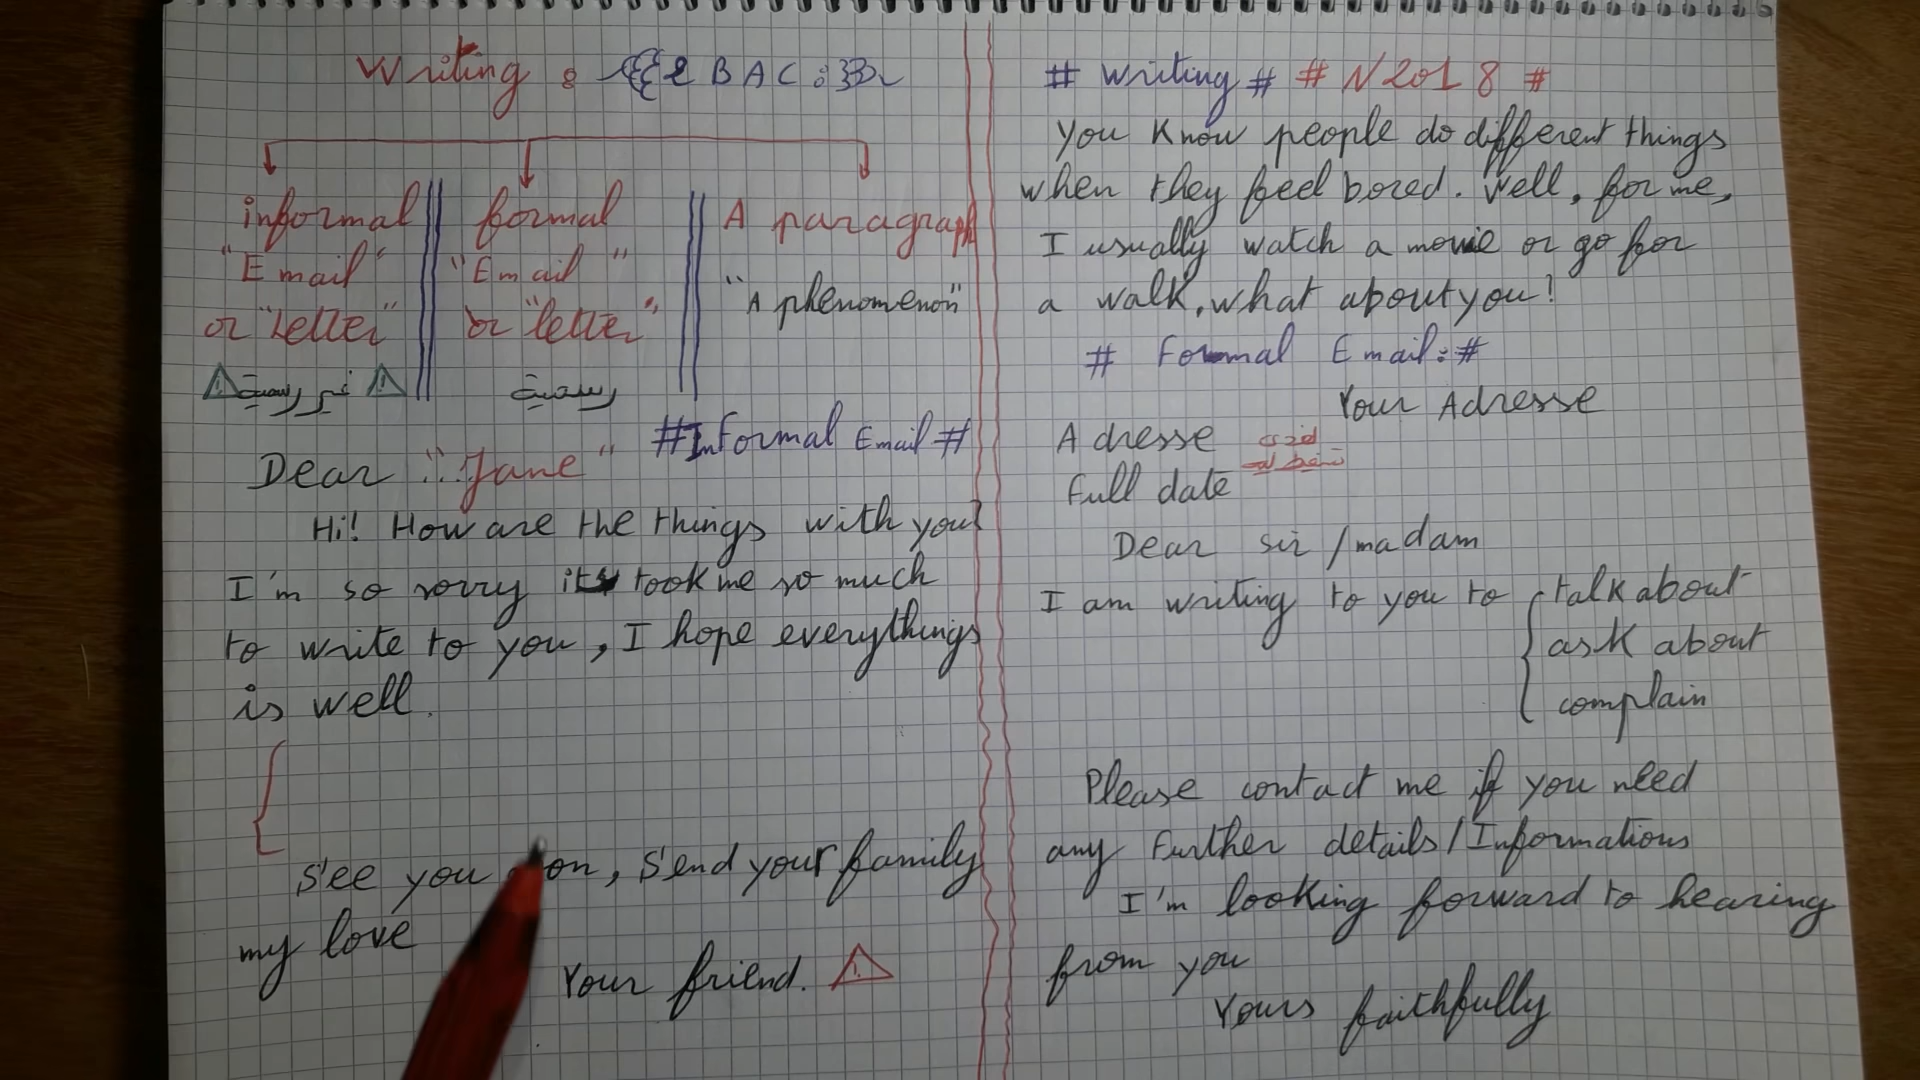 Writing : 2 BAC :
informal
"Email"
or "Letter"
غير رسمية
formal
"Email"
or "letter"
رسمية
A paragraph
"A phenomenon"
#Informal Email #
Dear "Jane"
Hi! How are the things with you?
I'm so sorry it took me so much
to write to you, I hope everythings
is well.
See you on, Send your family
my love
Your friend.
# Writing # # N2018 #
You Know people do different things
when they feel bored. Well, for me,
I usually watch a movie or go for
a walk, what about you!
# Formal Email: #
Your Adresse
Adresse
Full date
Dear sir /madam
I am writing to you to talk about
ask about
complain
Please contact me if you need
any Further details/Informations
I'm looking forward to hearing
from you
Yours faithfully